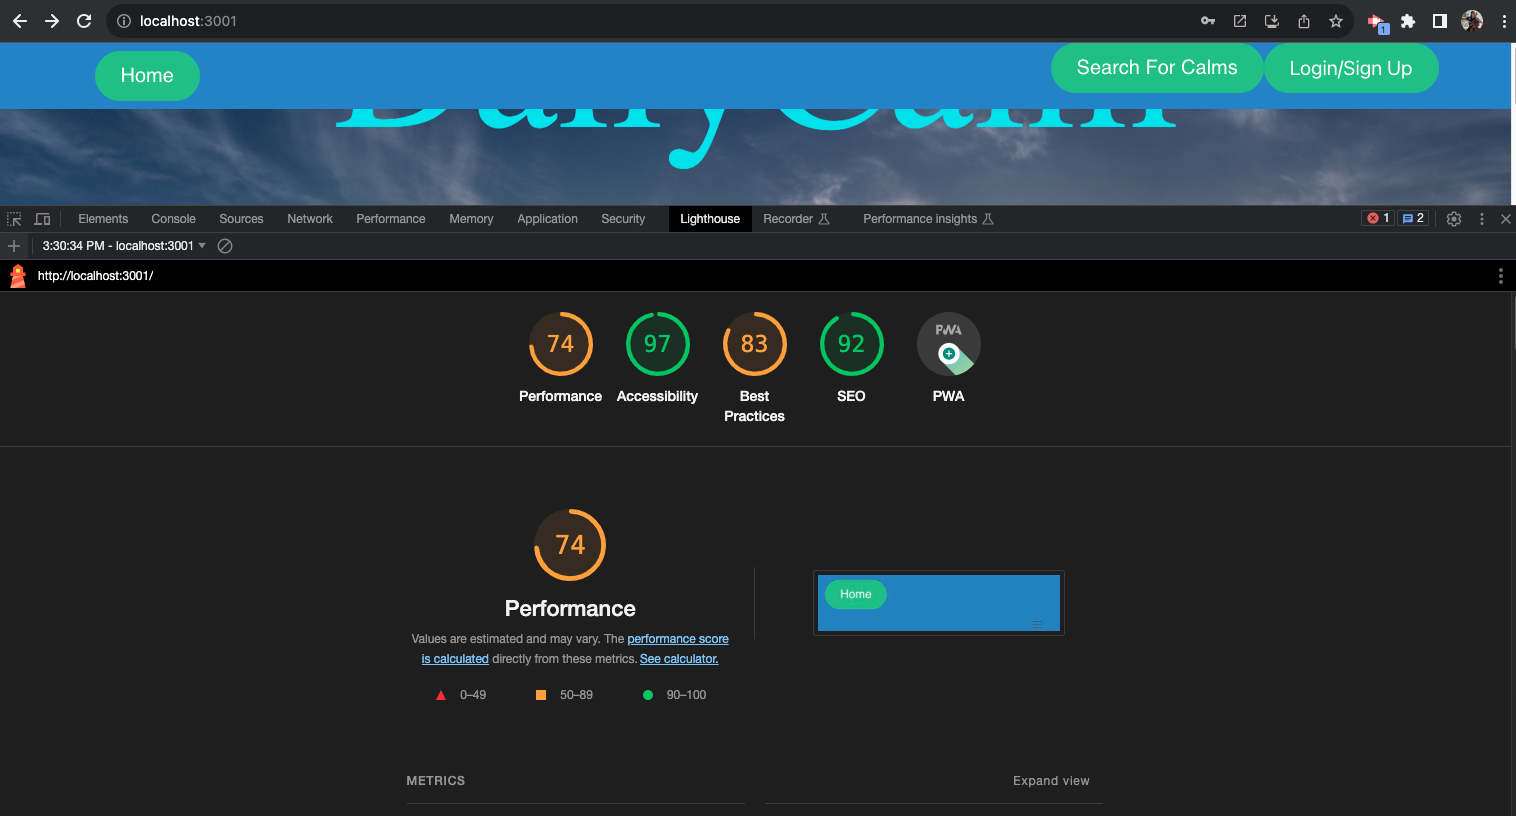 localhost:3001
1
Home
Search For Calms
Login/Sign Up
Daily Calm
Elements Console Sources Network Performance Memory Application Security Lighthouse Recorder Performance insights 1 2
3:30:34 PM - localhost:3001
http://localhost:3001/
74 97 83 92 PWA
Performance Accessibility Best Practices SEO PWA
74
Performance
Values are estimated and may vary. The performance score
is calculated directly from these metrics. See calculator.
0–49 50–89 90–100
Home
METRICS
Expand view